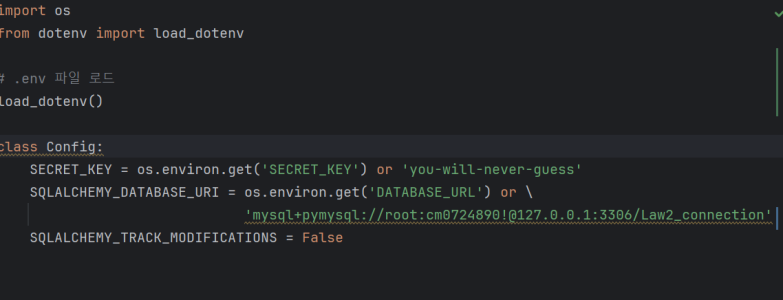 import os
from dotenv import load_dotenv
# .env 파일 로드
load_dotenv()
class Config:
SECRET_KEY = os.environ.get('SECRET_KEY') or 'you-will-never-guess'
SQLALCHEMY_DATABASE_URI = os.environ.get('DATABASE_URL') or \
'mysql+pymysql://root:cm0724890!@127.0.0.1:3306/Law2_connection'
SQLALCHEMY_TRACK_MODIFICATIONS = False